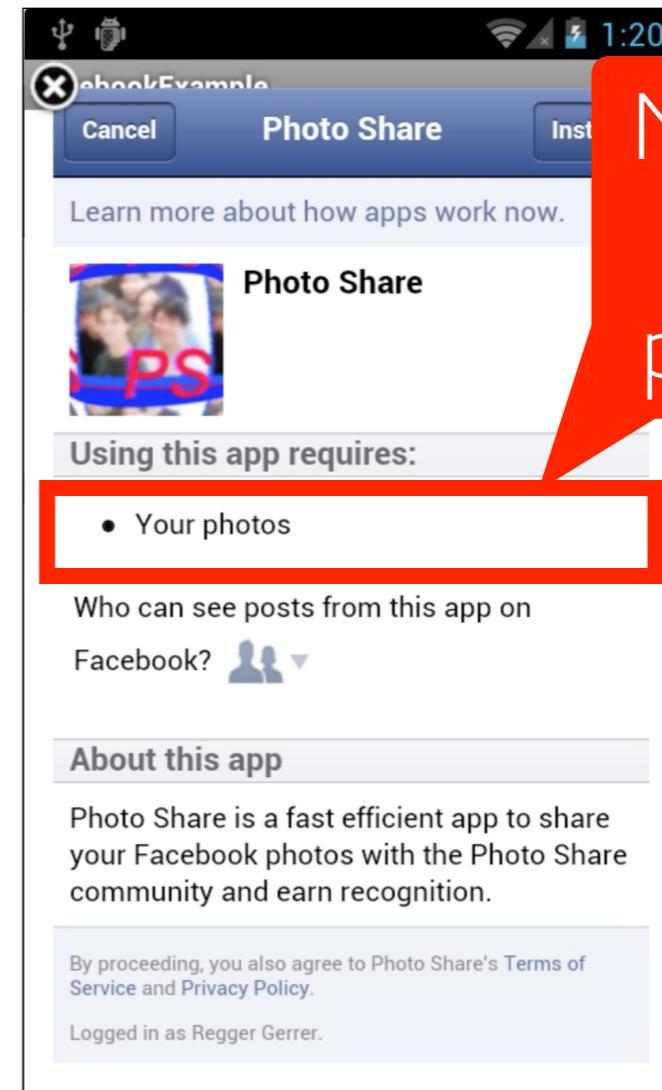 1:20
ebookExample
Cancel
Photo Share
Inst
N
Learn more about how apps work now.
Photo Share
PS
p
Using this app requires:
• Your photos
Who can see posts from this app on
Facebook?
About this app
Photo Share is a fast efficient app to share
your Facebook photos with the Photo Share
community and earn recognition.
By proceeding, you also agree to Photo Share's Terms of
Service and Privacy Policy.
Logged in as Regger Gerrer.